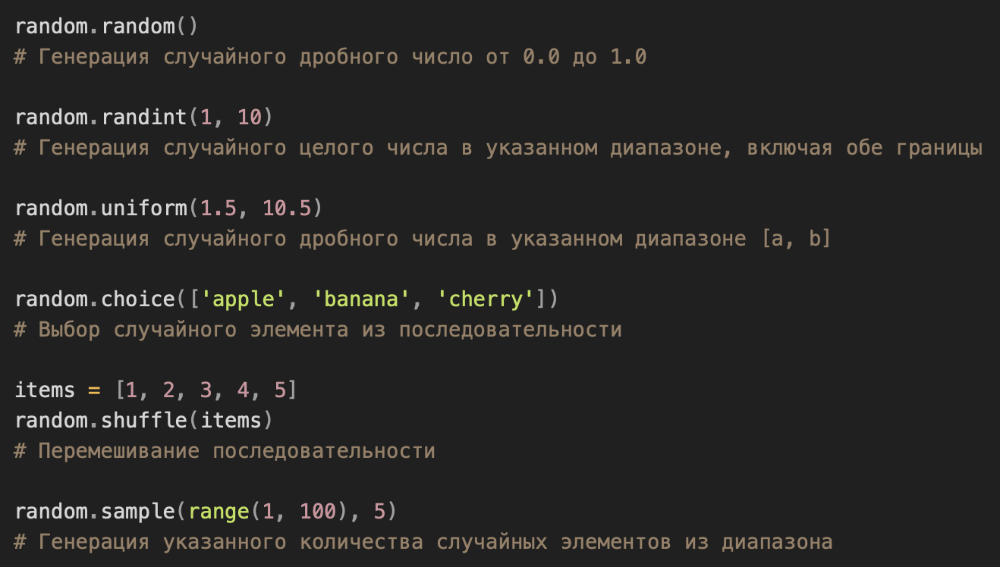 random.random()
# Генерация случайного дробного число от 0.0 до 1.0
random.randint(1, 10)
# Генерация случайного целого числа в указанном диапазоне, включая обе границы
random.uniform(1.5, 10.5)
# Генерация случайного дробного числа в указанном диапазоне [a, b]
random.choice(['apple', 'banana', 'cherry'])
# Выбор случайного элемента из последовательности
items = [1, 2, 3, 4, 5]
random.shuffle(items)
# Перемешивание последовательности
random.sample(range(1, 100), 5)
# Генерация указанного количества случайных элементов из диапазона